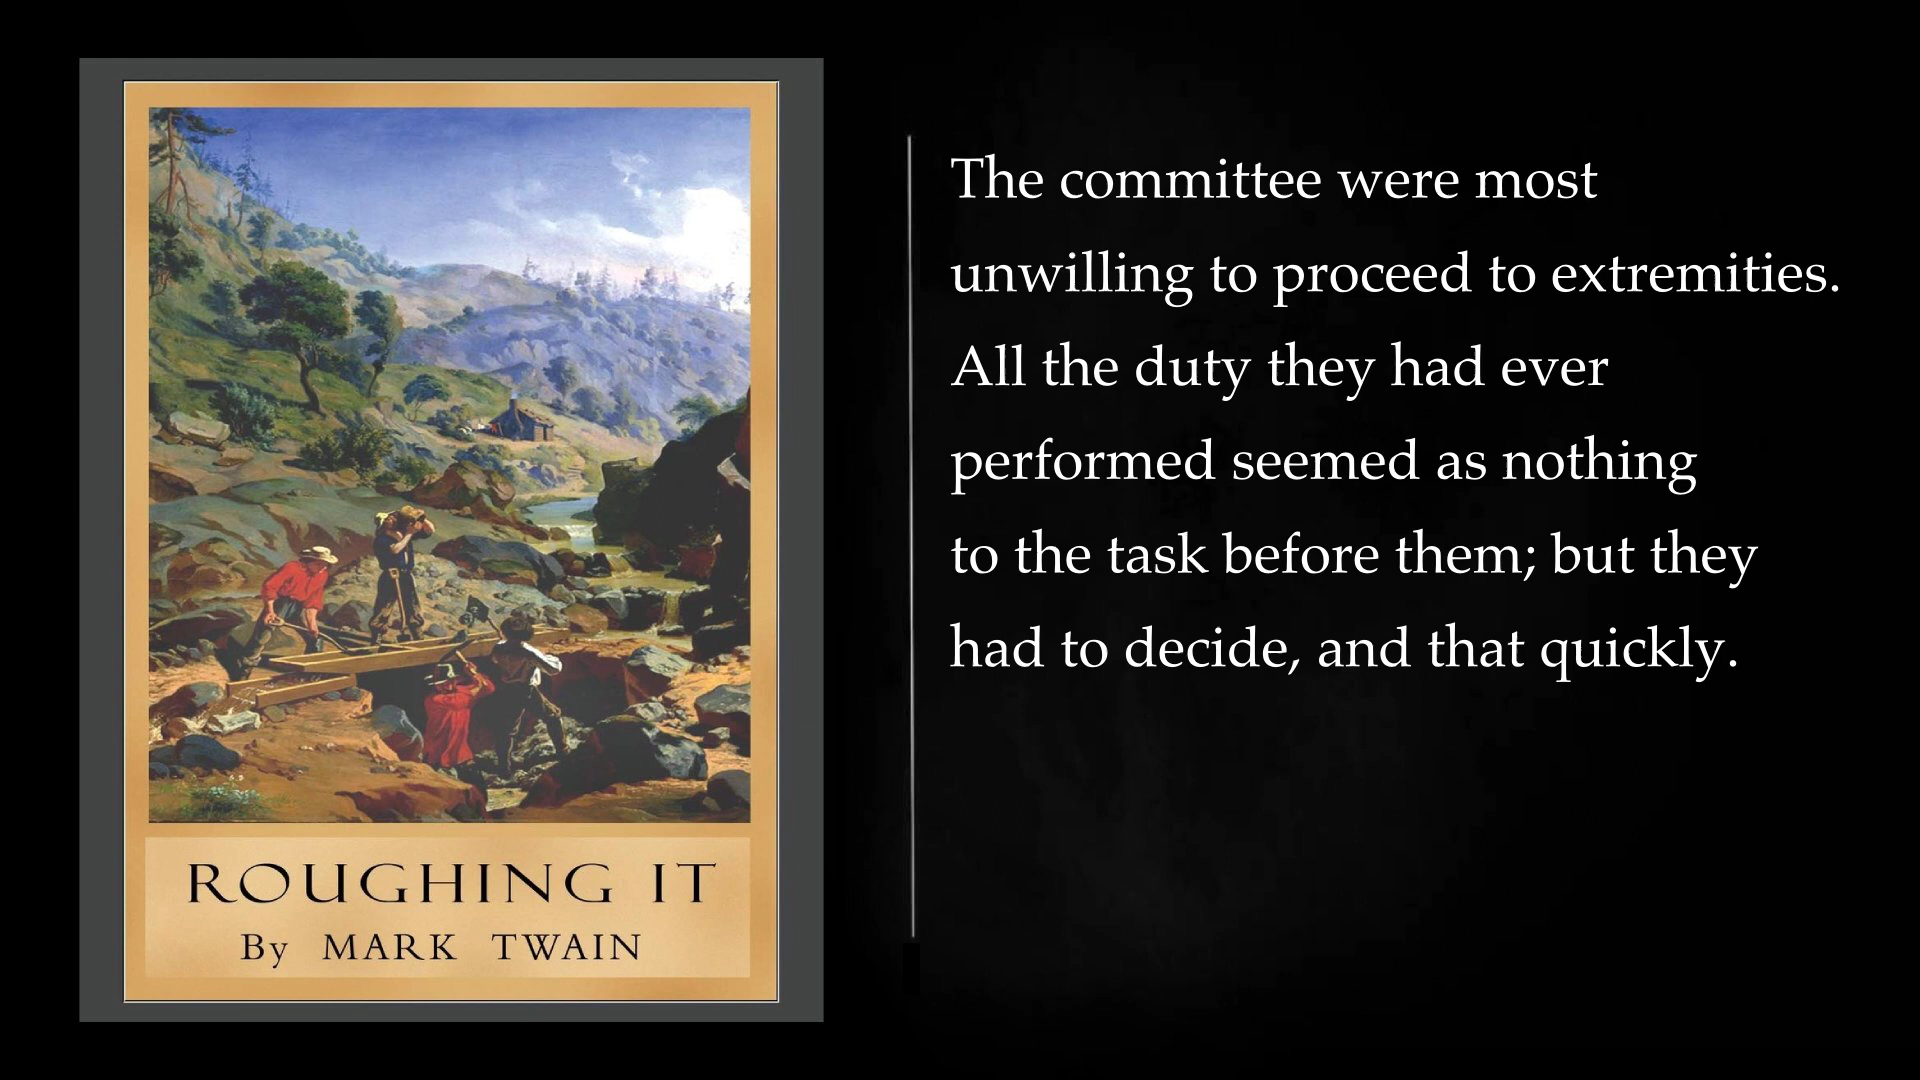 ROUGHING IT
By MARK TWAIN
The committee were most
unwilling to proceed to extremities.
All the duty they had ever
performed seemed as nothing
to the task before them; but they
had to decide, and that quickly.